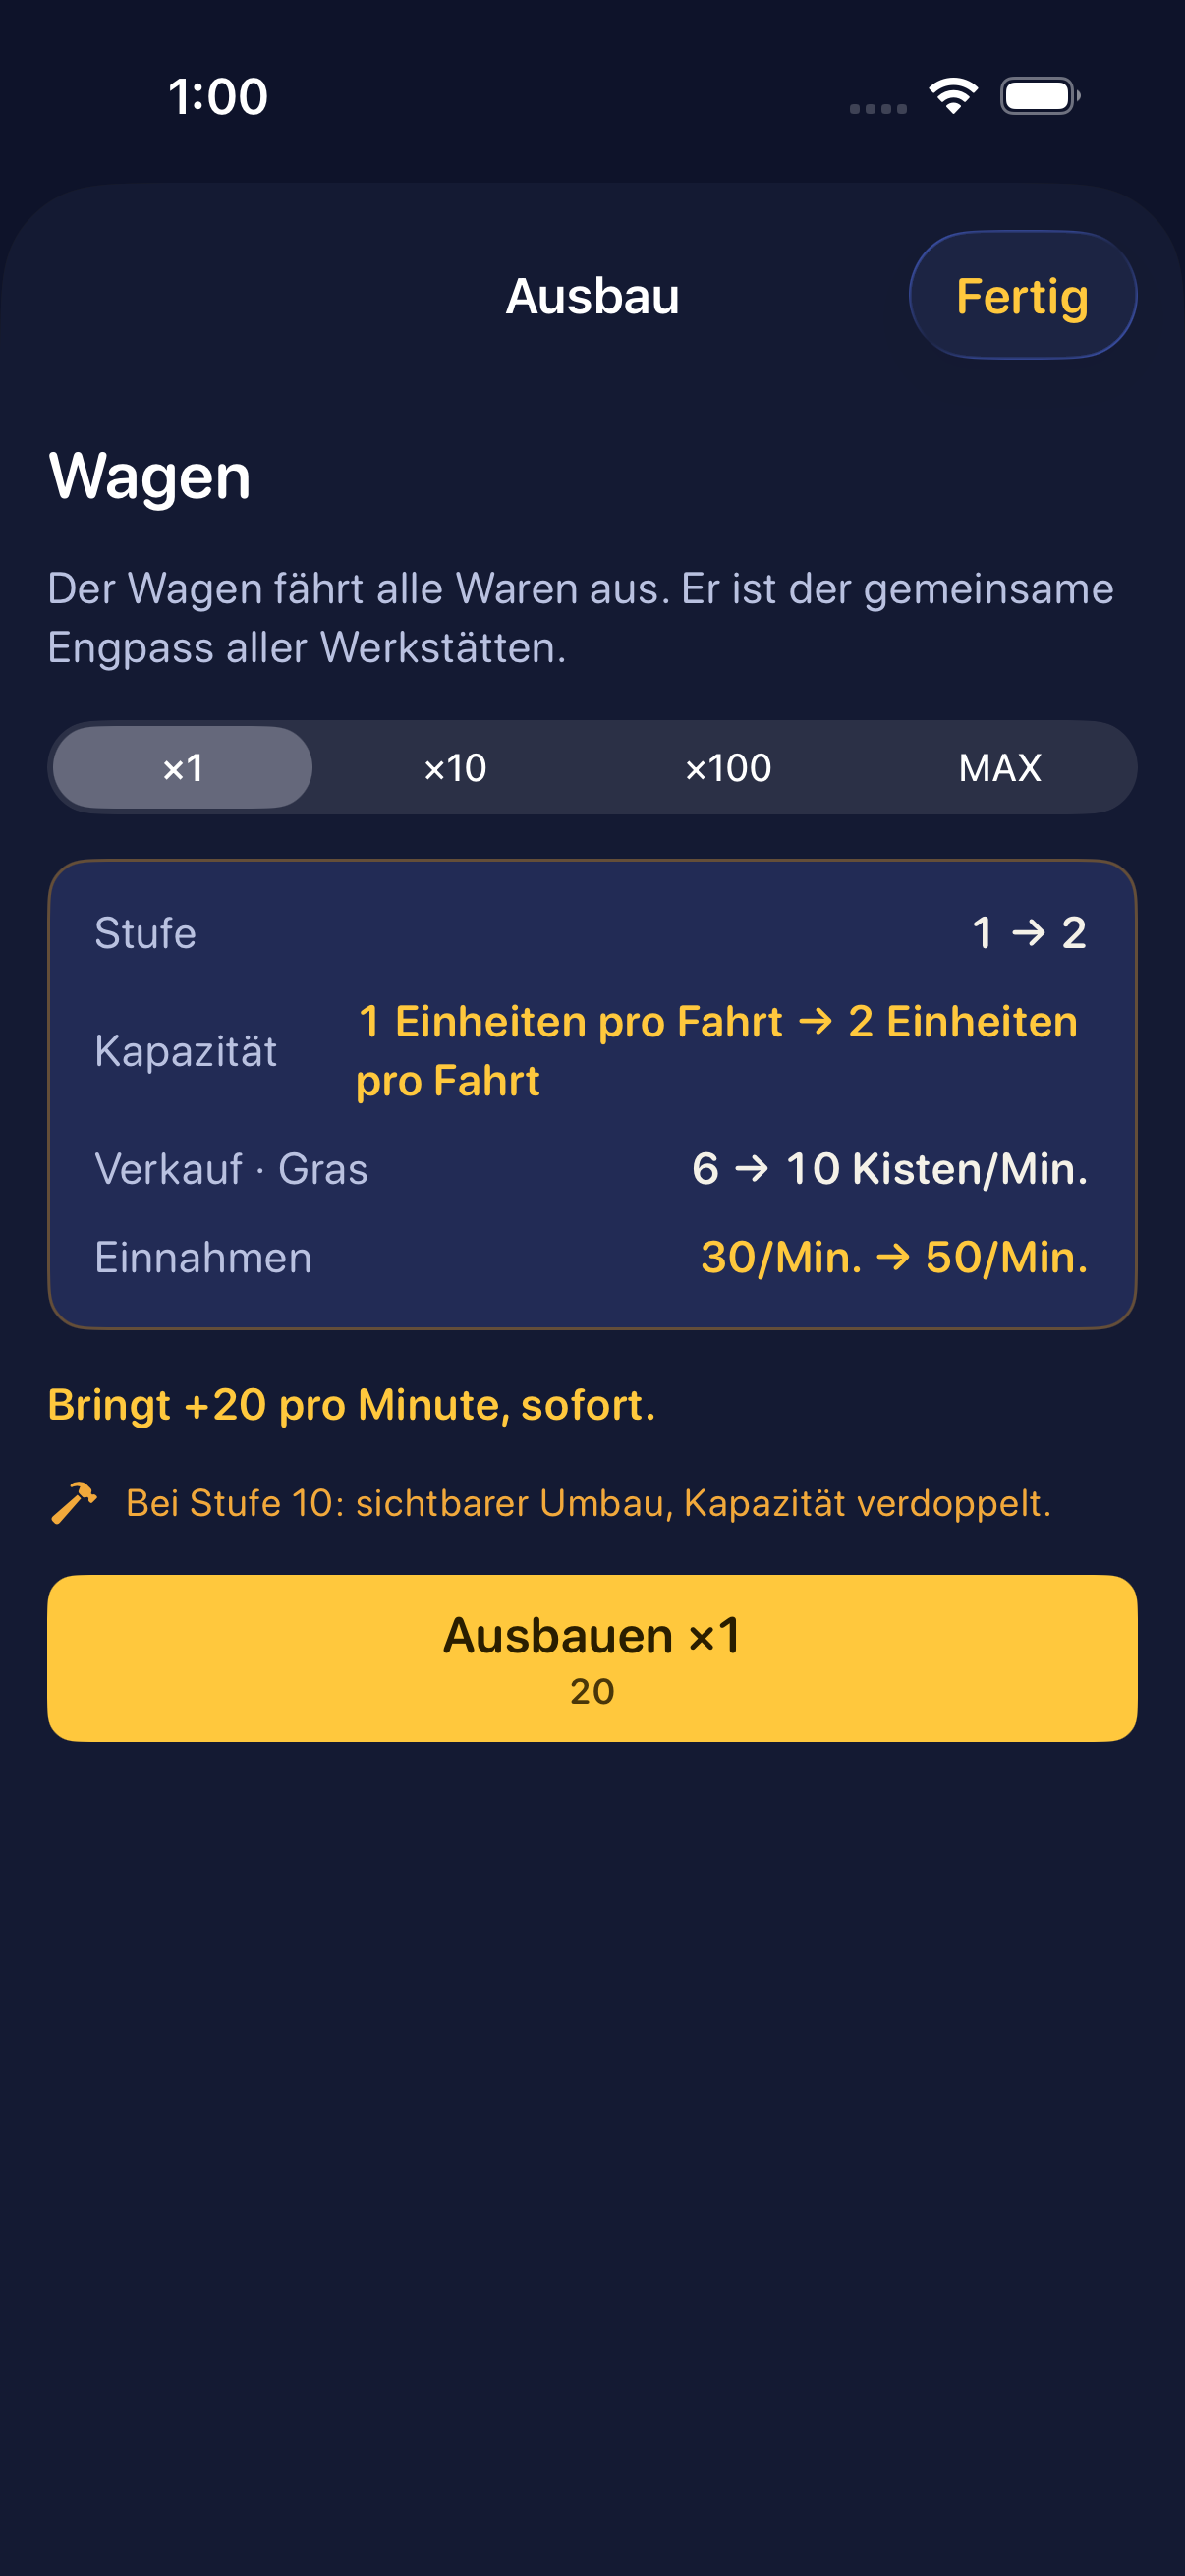 1:00
Ausbau
Fertig
Wagen
Der Wagen fährt alle Waren aus. Er ist der gemeinsame
Engpass aller Werkstätten.
×1
×10
×100
MAX
Stufe
1 → 2
Kapazität
1 Einheiten pro Fahrt → 2 Einheiten
pro Fahrt
Verkauf · Gras
6 → 10 Kisten/Min.
Einnahmen
30/Min. → 50/Min.
Bringt +20 pro Minute, sofort.
Bei Stufe 10: sichtbarer Umbau, Kapazität verdoppelt.
Ausbauen ×1
20